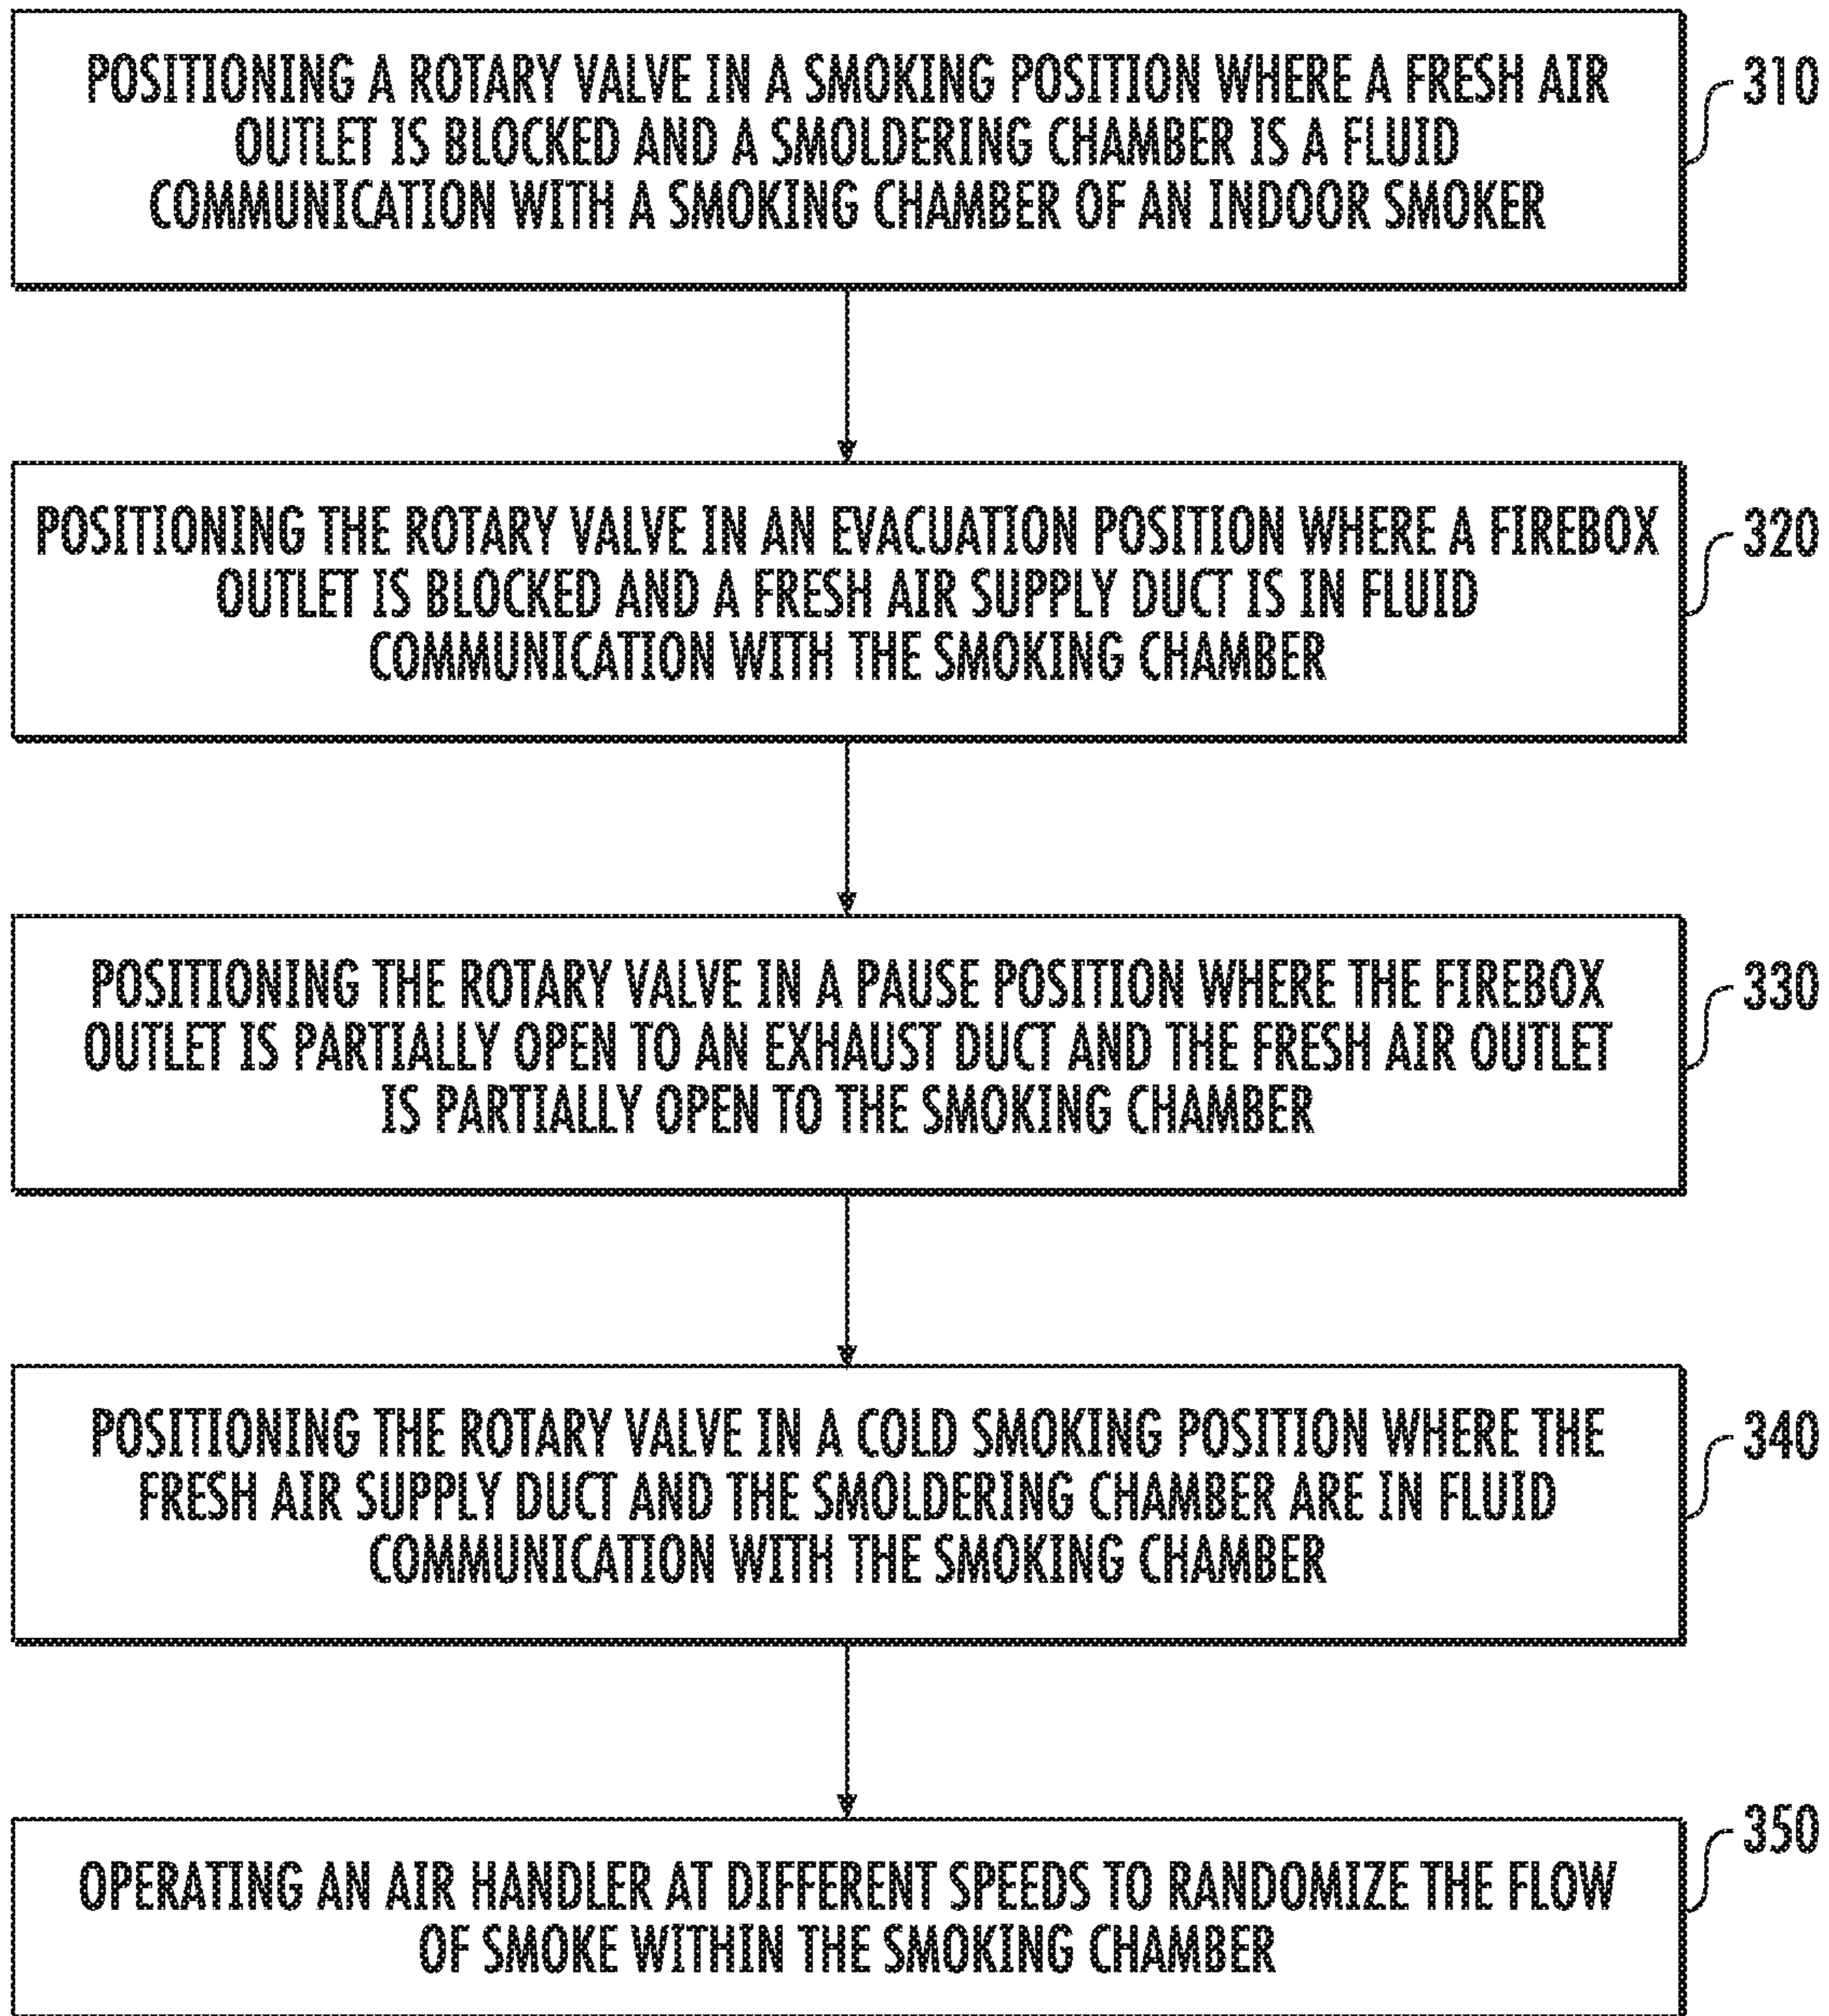 POSITIONING A ROTARY VALVE IN A SMOKING POSITION WHERE A FRESH AIR
OUTLET IS BLOCKED AND A SMOLDERING CHAMBER IS A FLUID
COMMUNICATION WITH A SMOKING CHAMBER OF AN INDOOR SMOKER
310
POSITIONING THE ROTARY VALVE IN AN EVACUATION POSITION WHERE A FIREBOX
OUTLET IS BLOCKED AND A FRESH AIR SUPPLY DUCT IS IN FLUID
COMMUNICATION WITH THE SMOKING CHAMBER
320
POSITIONING THE ROTARY VALVE IN A PAUSE POSITION WHERE THE FIREBOX
OUTLET IS PARTIALLY OPEN TO AN EXHAUST DUCT AND THE FRESH AIR OUTLET
IS PARTIALLY OPEN TO THE SMOKING CHAMBER
330
POSITIONING THE ROTARY VALVE IN A COLD SMOKING POSITION WHERE THE
FRESH AIR SUPPLY DUCT AND THE SMOLDERING CHAMBER ARE IN FLUID
COMMUNICATION WITH THE SMOKING CHAMBER
340
OPERATING AN AIR HANDLER AT DIFFERENT SPEEDS TO RANDOMIZE THE FLOW
OF SMOKE WITHIN THE SMOKING CHAMBER
350